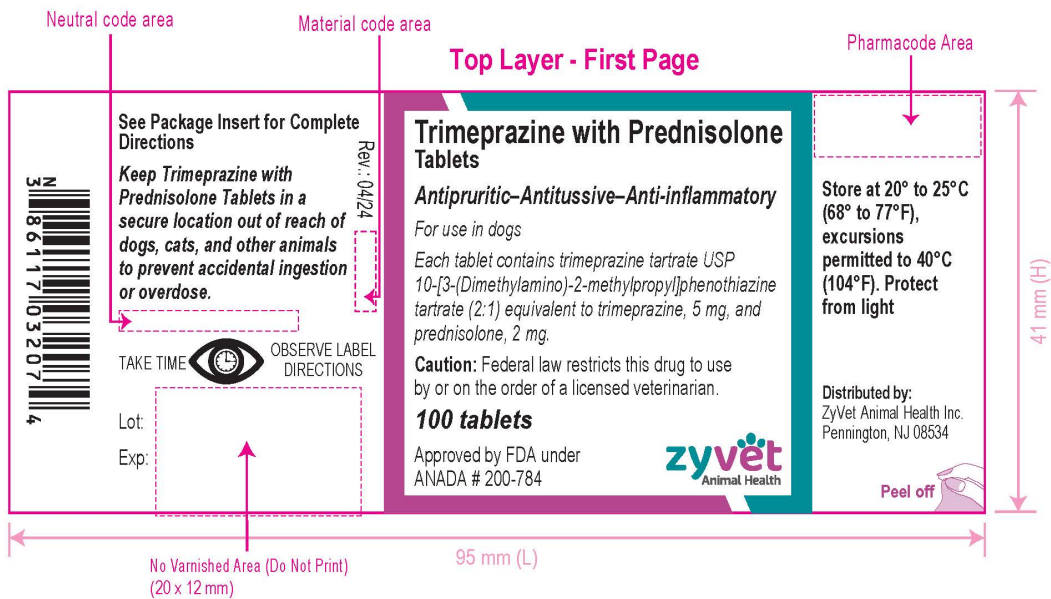 Neutral code area
Material code area
Top Layer - First Page
Pharmacode Area
N
3 86117 03207 4
See Package Insert for Complete
Directions
Keep Trimeprazine with
Prednisolone Tablets in a
secure location out of reach of
dogs, cats, and other animals
to prevent accidental ingestion
or overdose.
Rev.: 04/24
TAKE TIME
OBSERVE LABEL
DIRECTIONS
Lot:
Exp:
No Varnished Area (Do Not Print)
(20 x 12 mm)
Trimeprazine with Prednisolone
Tablets
Antipruritic–Antitussive–Anti-inflammatory
For use in dogs
Each tablet contains trimeprazine tartrate USP
10-[3-(Dimethylamino)-2-methylpropyl]phenothiazine
tartrate (2:1) equivalent to trimeprazine, 5 mg, and
prednisolone, 2 mg.
Caution: Federal law restricts this drug to use
by or on the order of a licensed veterinarian.
100 tablets
Approved by FDA under
ANADA # 200-784
zyvet
Animal Health
Store at 20° to 25°C
(68° to 77°F),
excursions
permitted to 40°C
(104°F). Protect
from light
Distributed by:
ZyVet Animal Health Inc.
Pennington, NJ 08534
Peel off
41 mm (H)
95 mm (L)